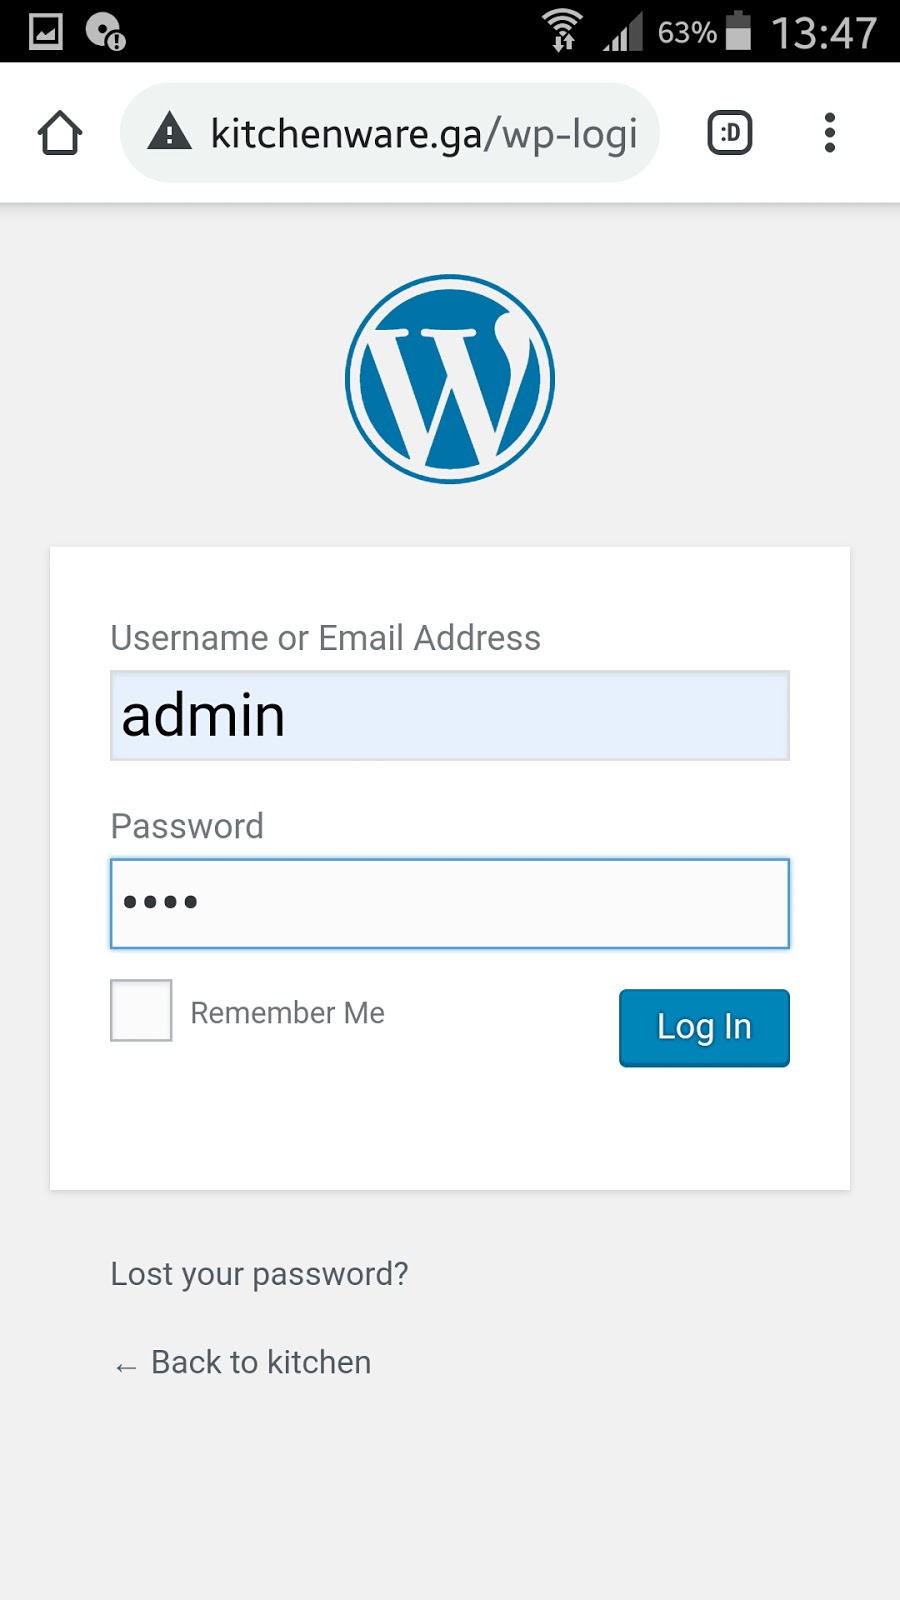 63% 13:47
kitchenware.ga/wp-logi
:D
W
Username or Email Address
admin
Password
••••
Remember Me
Log In
Lost your password?
← Back to kitchen